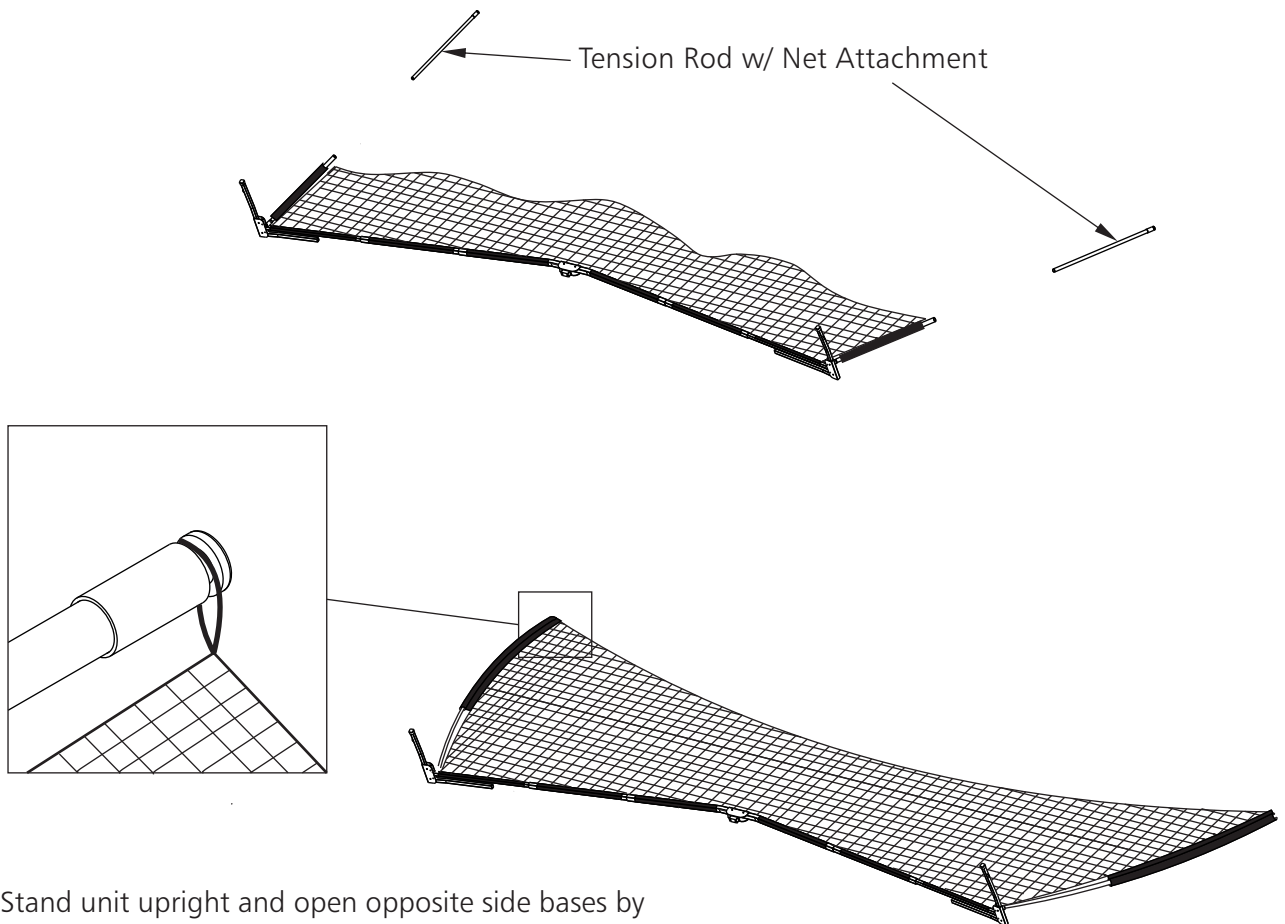 Tension Rod w/ Net Attachment
Stand unit upright and open opposite side bases by